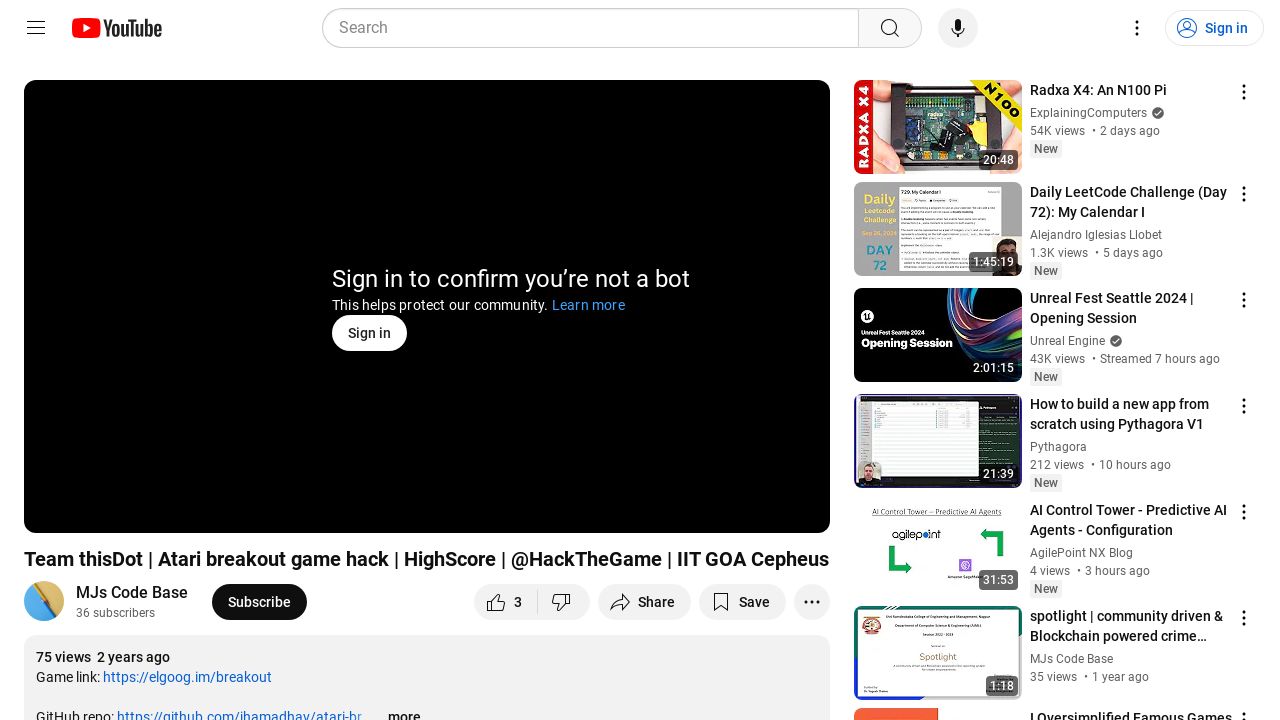 YouTube
Search
Sign in
Sign in to confirm you're not a bot
This helps protect our community. Learn more
Sign in
Team thisDot | Atari breakout game hack | HighScore | @HackTheGame | IIT GOA Cepheus
MJs Code Base
36 subscribers
Subscribe
3
Share
Save
75 views 2 years ago
Game link: https://elgoog.im/breakout
GitHub repo: https://github.com/jhamadhav/atari-br...
...more
RADXA X4
N100
20:48
Radxa X4: An N100 Pi
ExplainingComputers
54K views • 2 days ago
New
Daily
Leetcode
Challenge
Sep 26, 2024
DAY
72
729. My Calendar I
1:45:19
Daily LeetCode Challenge (Day
72): My Calendar I
Alejandro Iglesias Llobet
1.3K views • 5 days ago
New
Unreal Fest Seattle 2024
Opening Session
2:01:15
Unreal Fest Seattle 2024 |
Opening Session
Unreal Engine
43K views • Streamed 7 hours ago
New
21:39
How to build a new app from
scratch using Pythagora V1
Pythagora
212 views • 10 hours ago
New
AI Control Tower – Predictive AI Agents
agilepoint
Amazon SageMaker
31:53
AI Control Tower - Predictive AI
Agents - Configuration
AgilePoint NX Blog
4 views • 3 hours ago
New
Spotlight
1:18
spotlight | community driven &
Blockchain powered crime...
MJs Code Base
35 views • 1 year ago
I Oversimplified Famous Games